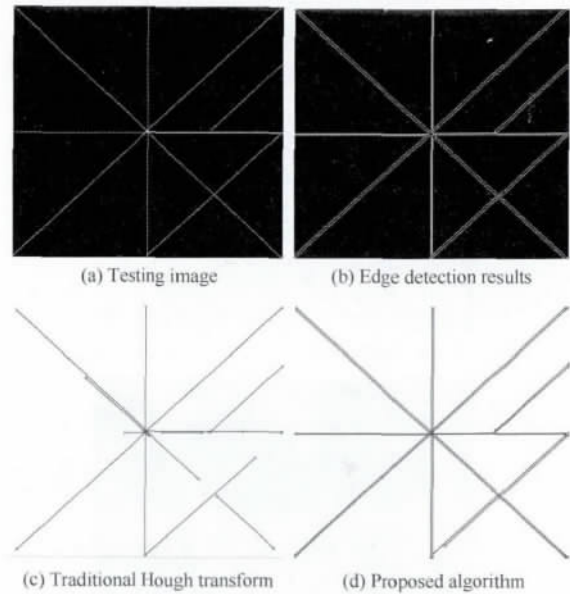 (a) Testing image
(b) Edge detection results
(c) Traditional Hough transform
(d) Proposed algorithm